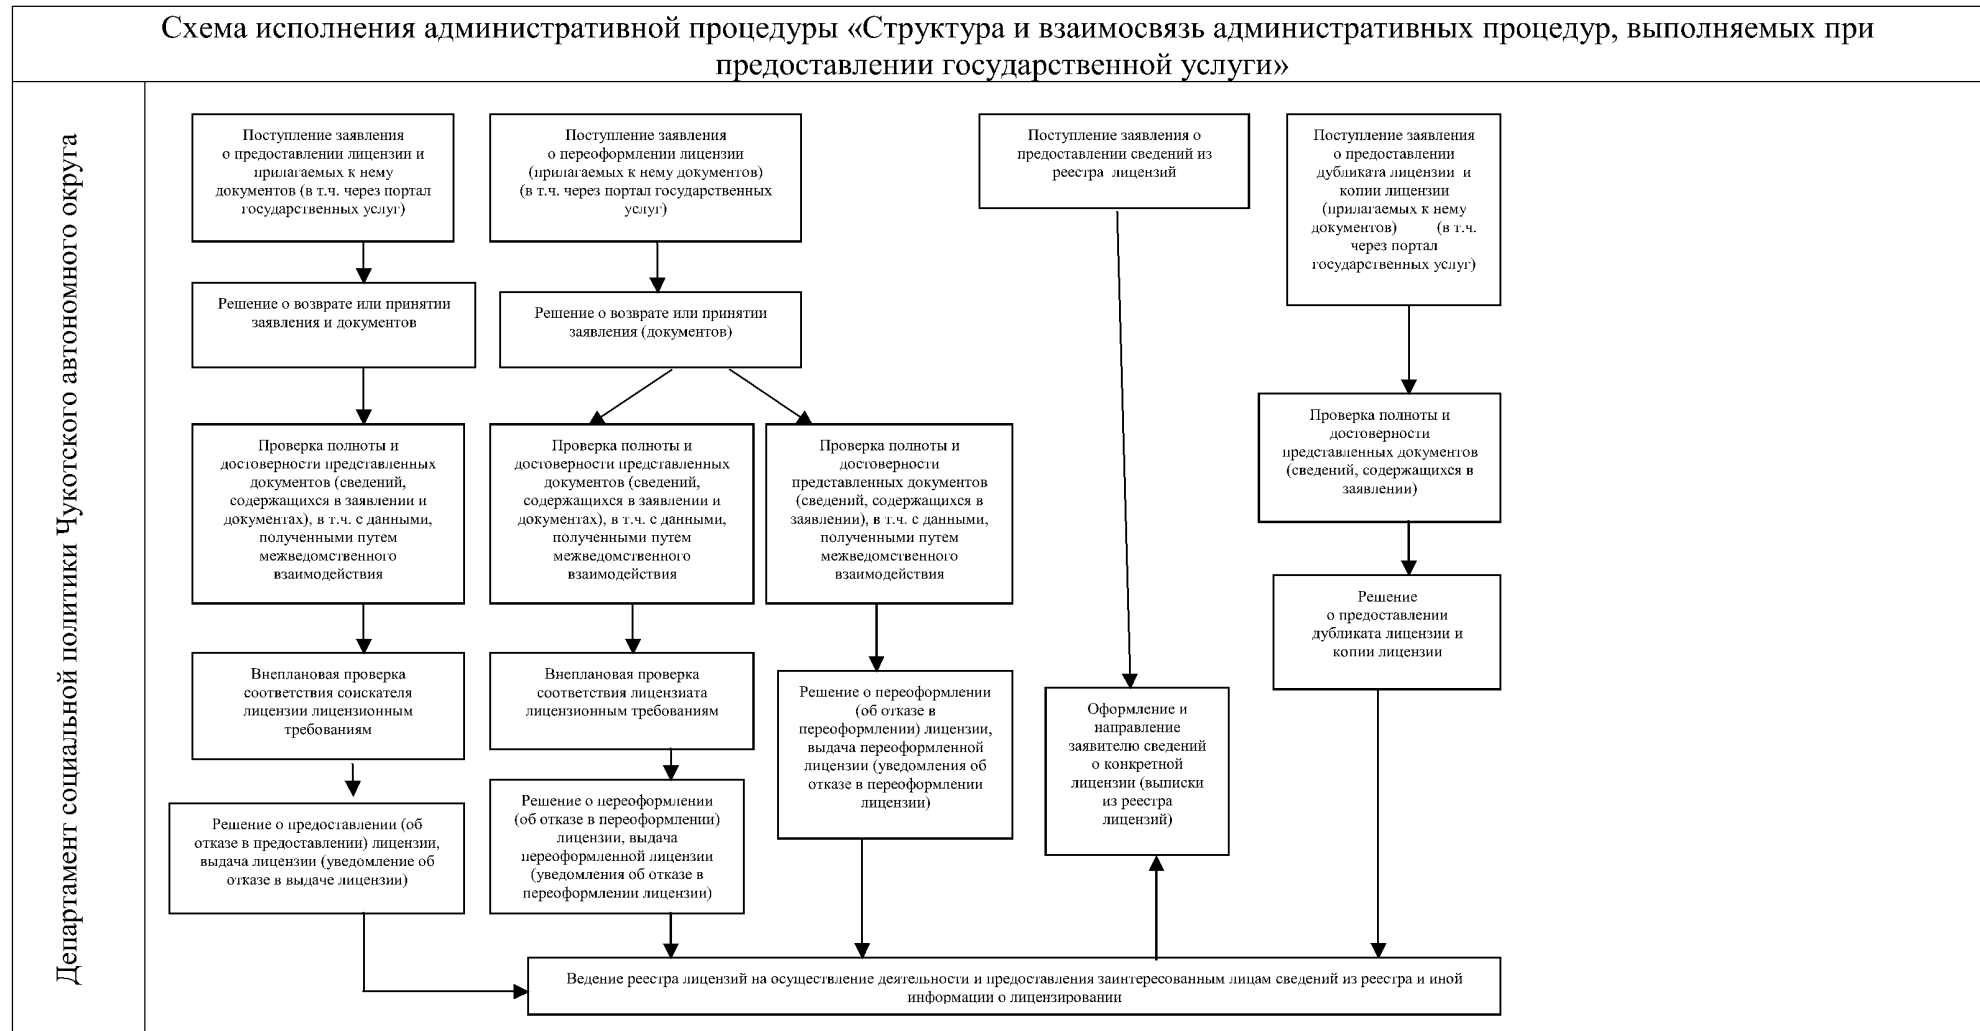 Схема исполнения административной процедуры «Структура и взаимосвязь административных процедур, выполняемых при
предоставлении государственной услуги»
Департамент социальной политики Чукотского автономного округа
Поступление заявления
о предоставлении лицензии и
прилагаемых к нему
документов (в т.ч. через портал
государственных услуг)
Поступление заявления
о переоформлении лицензии
(прилагаемых к нему документов)
(в т.ч. через портал государственных
услуг)
Поступление заявления о
предоставлении сведений из
реестра лицензий
Поступление заявления
о предоставлении
дубликата лицензии и
копии лицензии
(прилагаемых к нему
документов) (в т.ч.
через портал
государственных услуг)
Решение о возврате или принятии
заявления и документов
Решение о возврате или принятии
заявления (документов)
Проверка полноты и
достоверности
представленных документов
(сведений, содержащихся в
заявлении)
Проверка полноты и
достоверности представленных
документов (сведений,
содержащихся в заявлении и
документах), в т.ч. с данными,
полученными путем
межведомственного
взаимодействия
Проверка полноты и
достоверности представленных
документов (сведений,
содержащихся в заявлении и
документах), в т.ч. с данными,
полученными путем
межведомственного
взаимодействия
Проверка полноты и
достоверности
представленных документов
(сведений, содержащихся в
заявлении), в т.ч. с данными,
полученными путем
межведомственного
взаимодействия
Решение
о предоставлении
дубликата лицензии и
копии лицензии
Внеплановая проверка
соответствия соискателя
лицензии лицензионным
требованиям
Внеплановая проверка
соответствия лицензиата
лицензионным требованиям
Решение о переоформлении
(об отказе в
переоформлении) лицензии,
выдача переоформленной
лицензии (уведомления об
отказе в переоформлении
лицензии)
Оформление и
направление
заявителю сведений
о конкретной
лицензии (выписки
из реестра
лицензий)
Решение о предоставлении (об
отказе в предоставлении) лицензии,
выдача лицензии (уведомление об
отказе в выдаче лицензии)
Решение о переоформлении
(об отказе в переоформлении)
лицензии, выдача
переоформленной лицензии
(уведомления об отказе в
переоформлении лицензии)
Ведение реестра лицензий на осуществление деятельности и предоставления заинтересованным лицам сведений из реестра и иной
информации о лицензировании